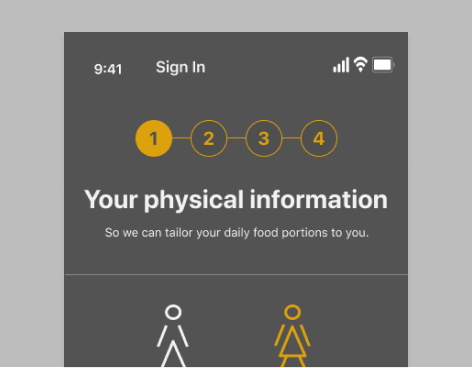 9:41 Sign In
1 2 3 4
Your physical information
So we can tailor your daily food portions to you.